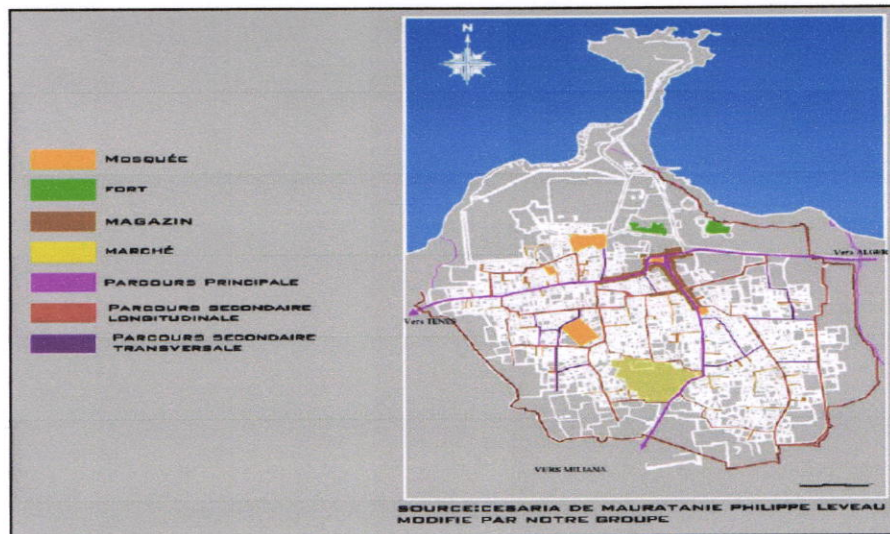 MOSQUÉE
FORT
MAGAZIN
MARCHÉ
PARCOURS PRINCIPALE
PARCOURS SECONDAIRE
LONGITUDINALE
PARCOURS SECONDAIRE
TRANSVERSALE
N
Vers ALGER
Vers TENES
VERS MILIANA
SOURCE:CESARIA DE MAURATANIE PHILIPPE LEVEAU
MODIFIE PAR NOTRE GROUPE